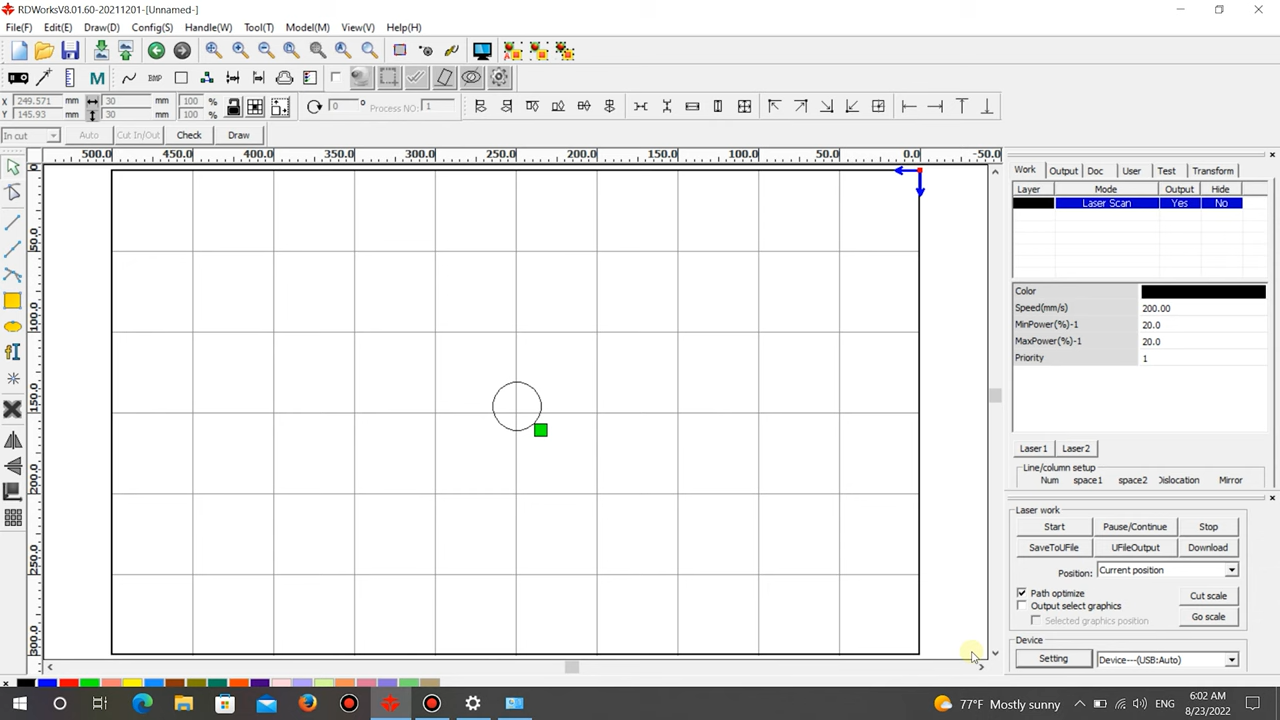 RDWorksV8.01.60-20211201-[Unnamed-]
File(F) Edit(E) Draw(D) Config(S) Handle(W) Tool(T) Model(M) View(V) Help(H)
BMP
X 249.571 mm 30 mm 100 % 0 ° Process NO: 1
Y 145.93 mm 30 mm 100 %
In cut Auto Cut In/Out Check Draw
500.0 450.0 400.0 350.0 300.0 250.0 200.0 150.0 100.0 50.0 0.0 -50.0
0
50.0
100.0
150.0
200.0
250.0
300.0
Work Output Doc User Test Transform
Layer Mode Output Hide
Laser Scan Yes No
Color
Speed(mm/s) 200.00
MinPower(%)-1 20.0
MaxPower(%)-1 20.0
Priority 1
Laser1 Laser2
Line/column setup
Num space1 space2 Dislocation Mirror
Laser work
Start Pause/Continue Stop
SaveToUFile UFileOutput Download
Position: Current position
Path optimize Cut scale
Output select graphics
Selected graphics position Go scale
Device
Setting Device---(USB:Auto)
77°F Mostly sunny ENG 6:02 AM
8/23/2022